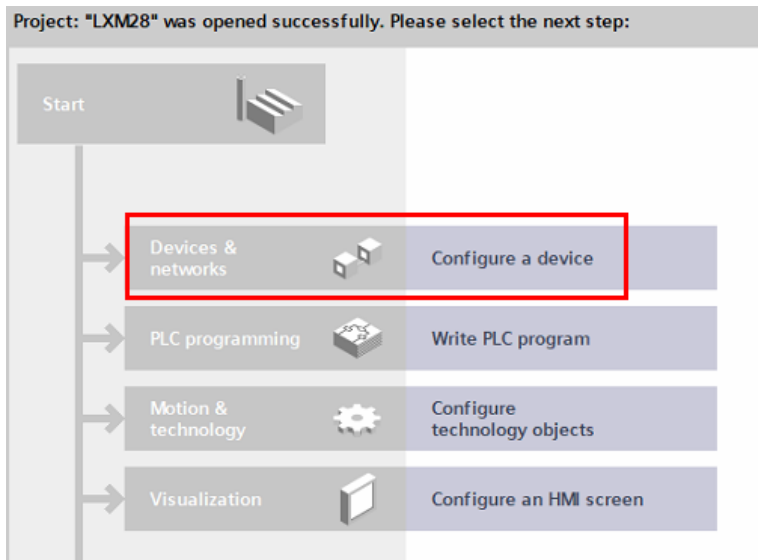 Project: "LXM28" was opened successfully. Please select the next step:
Start
Devices &
networks
Configure a device
PLC programming
Write PLC program
Motion &
technology
Configure
technology objects
Visualization
Configure an HMI screen